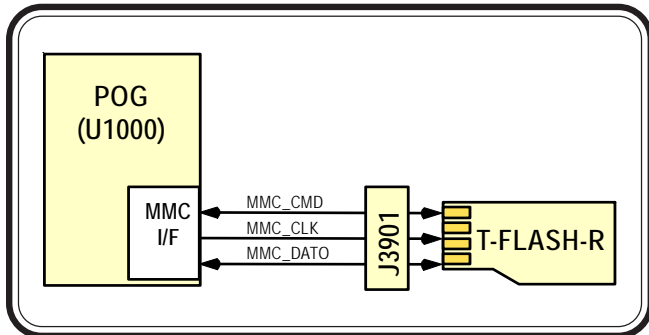 POG
(U1000)
MMC
I/F
MMC_CMD
MMC_CLK
MMC_DATO
J3901
T-FLASH-R